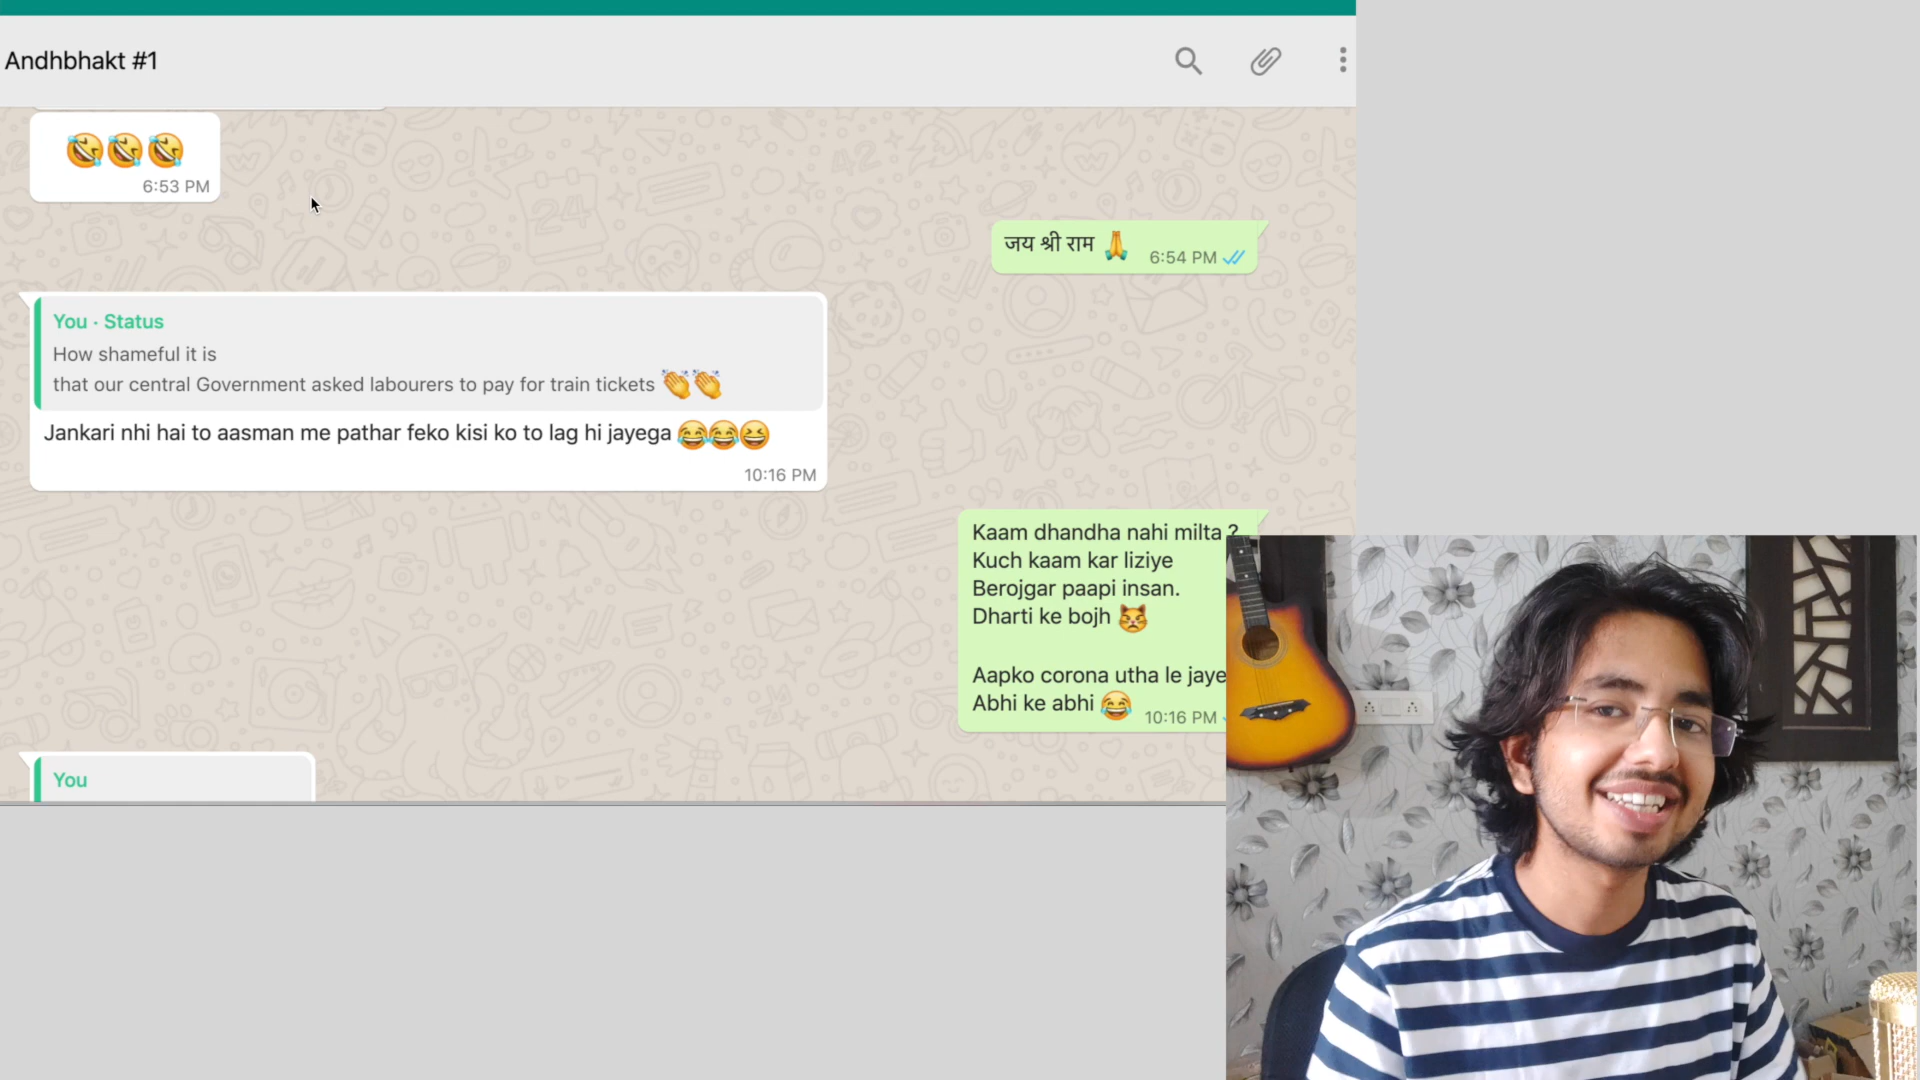 Andhbhakt #1
🤣🤣🤣
6:53 PM
जय श्री राम 🙏 6:54 PM
You · Status
How shameful it is
that our central Government asked labourers to pay for train tickets 👏👏
Jankari nhi hai to aasman me pathar feko kisi ko to lag hi jayega 😂😂😆
10:16 PM
Kaam dhandha nahi milta ?
Kuch kaam kar liziye
Berojgar paapi insan.
Dharti ke bojh 😾
Aapko corona utha le jaye
Abhi ke abhi 😂 10:16 PM
You